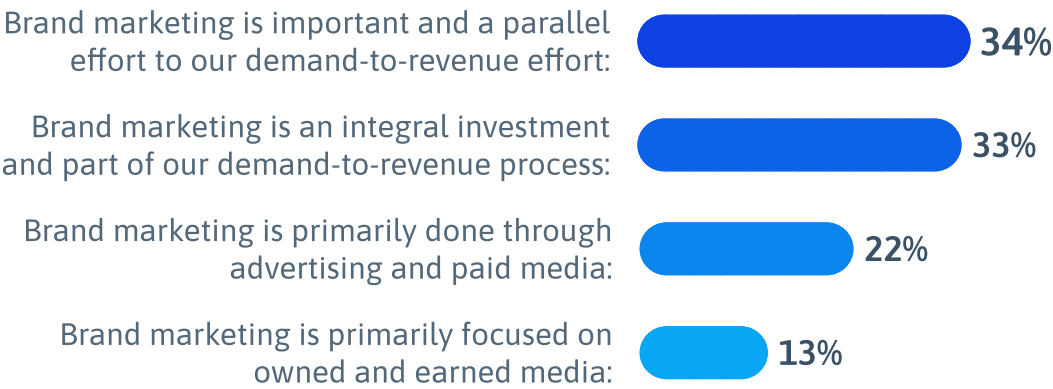 Brand marketing is important and a parallel
effort to our demand-to-revenue effort:
34%
Brand marketing is an integral investment
and part of our demand-to-revenue process:
33%
Brand marketing is primarily done through
advertising and paid media:
22%
Brand marketing is primarily focused on
owned and earned media:
13%